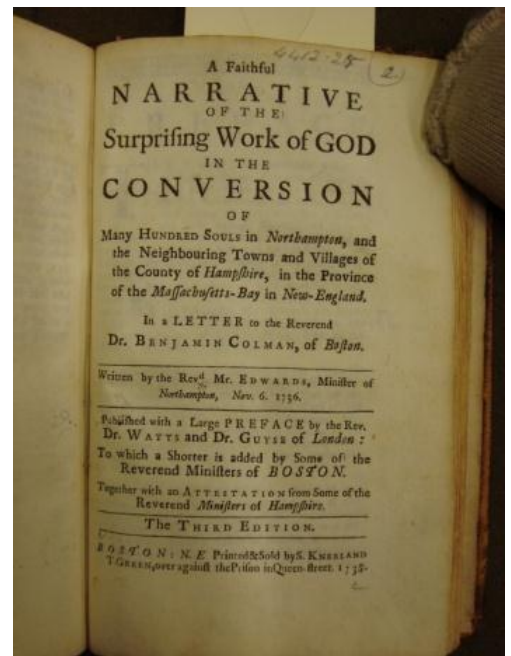 4412-25
2.
A Faithful
NARRATIVE
OF THE
Surpriſing Work of GOD
IN THE
CONVERSION
OF
Many HUNDRED SOULS in Northampton, and
the Neighbouring Towns and Villages of
the County of Hampſhire, in the Province
of the Maſſachuſetts-Bay in New-England.
In a LETTER to the Reverend
Dr. BENJAMIN COLMAN, of Boſton.
Written by the Revd Mr. EDWARDS, Miniſter of
Northampton, Nov. 6. 1736.
Publiſhed with a Large PREFACE by the Rev.
Dr. WATTS and Dr. GUYSE of London:
To which a Shorter is added by Some of the
Reverend Miniſters of BOSTON.
Together with an ATTESTATION from Some of the
Reverend Miniſters of Hampſhire.
The THIRD EDITION.
BOSTON: N.E Printed & Sold by S. KNEELAND
T. GREEN, over againſt the Priſon in Queen-ſtreet. 1738.